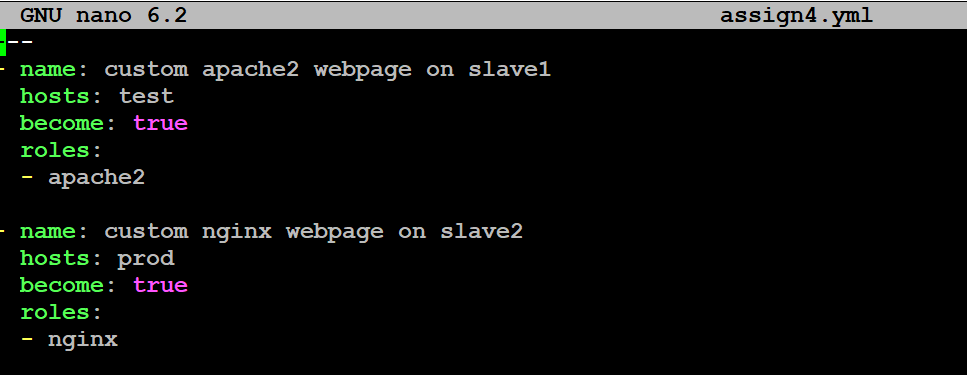 GNU nano 6.2 assign4.yml
---
- name: custom apache2 webpage on slave1
  hosts: test
  become: true
  roles:
  - apache2

- name: custom nginx webpage on slave2
  hosts: prod
  become: true
  roles:
  - nginx